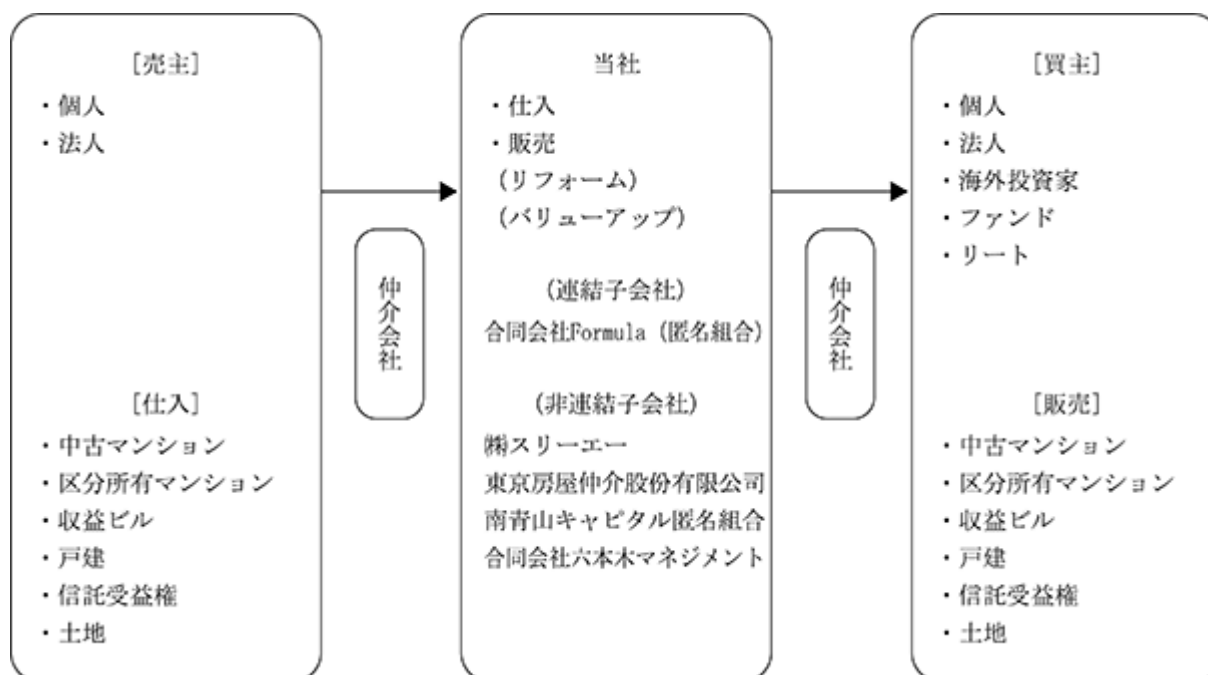 ［売主］
・個人
・法人
［仕入］
・中古マンション
・区分所有マンション
・収益ビル
・戸建
・信託受益権
・土地
仲介会社
当社
・仕入
・販売
（リフォーム）
（バリューアップ）
（連結子会社）
合同会社Formula（匿名組合）
（非連結子会社）
㈱スリーエー
東京房屋仲介股份有限公司
南青山キャピタル匿名組合
合同会社六本木マネジメント
仲介会社
［買主］
・個人
・法人
・海外投資家
・ファンド
・リート
［販売］
・中古マンション
・区分所有マンション
・収益ビル
・戸建
・信託受益権
・土地